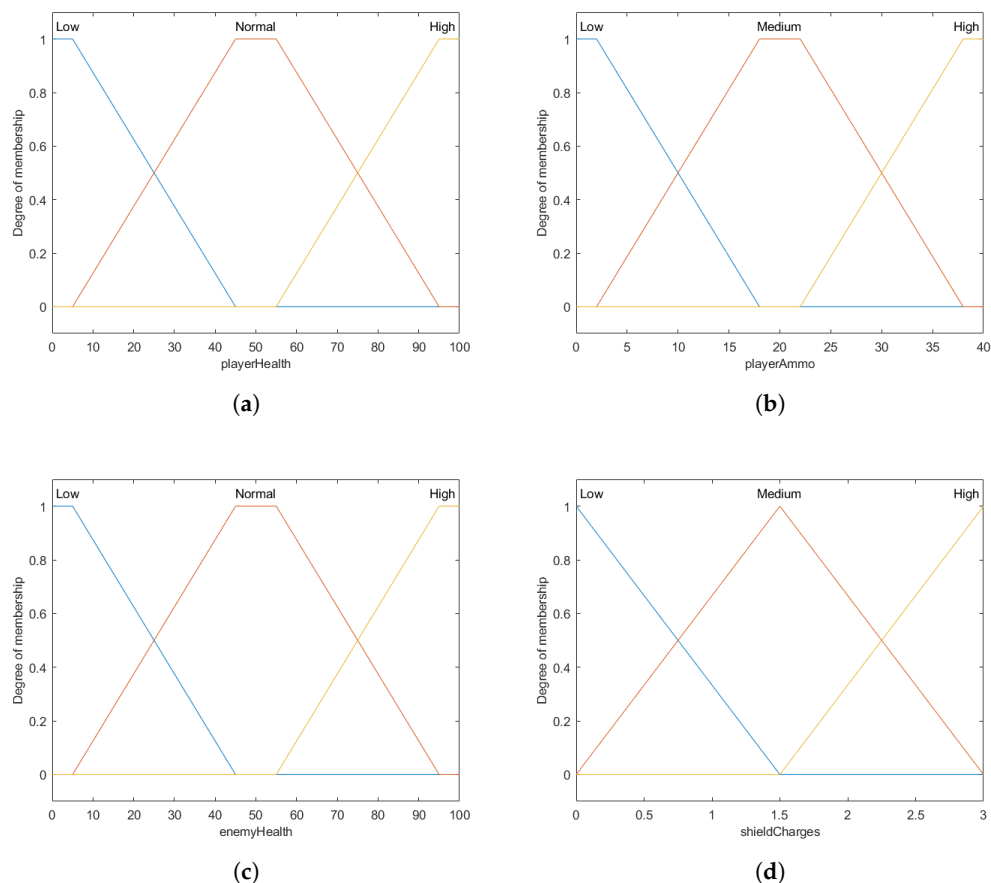 Low Normal High
1
0.8
0.6
0.4
0.2
0
Degree of membership
0 10 20 30 40 50 60 70 80 90 100
playerHealth
(a)
Low Medium High
1
0.8
0.6
0.4
0.2
0
Degree of membership
0 5 10 15 20 25 30 35 40
playerAmmo
(b)
Low Normal High
1
0.8
0.6
0.4
0.2
0
Degree of membership
0 10 20 30 40 50 60 70 80 90 100
enemyHealth
(c)
Low Medium High
1
0.8
0.6
0.4
0.2
0
Degree of membership
0 0.5 1 1.5 2 2.5 3
shieldCharges
(d)